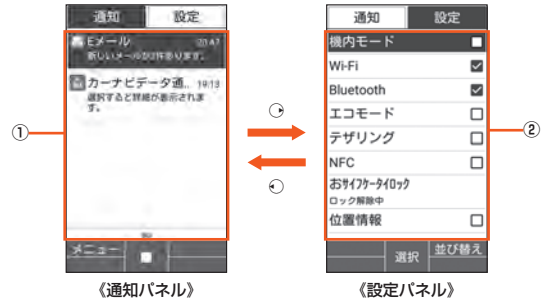 通知 設定
Eメール 20:47
新しいメールが2件あります。
カーナビデータ通.. 19:13
選択すると詳細が表示されま
す。
メニュー
①
《通知パネル》
通知 設定
機内モード
Wi-Fi
Bluetooth
エコモード
テザリング
NFC
おサイフケータイロック
ロック解除中
位置情報
選択 並び替え
②
《設定パネル》